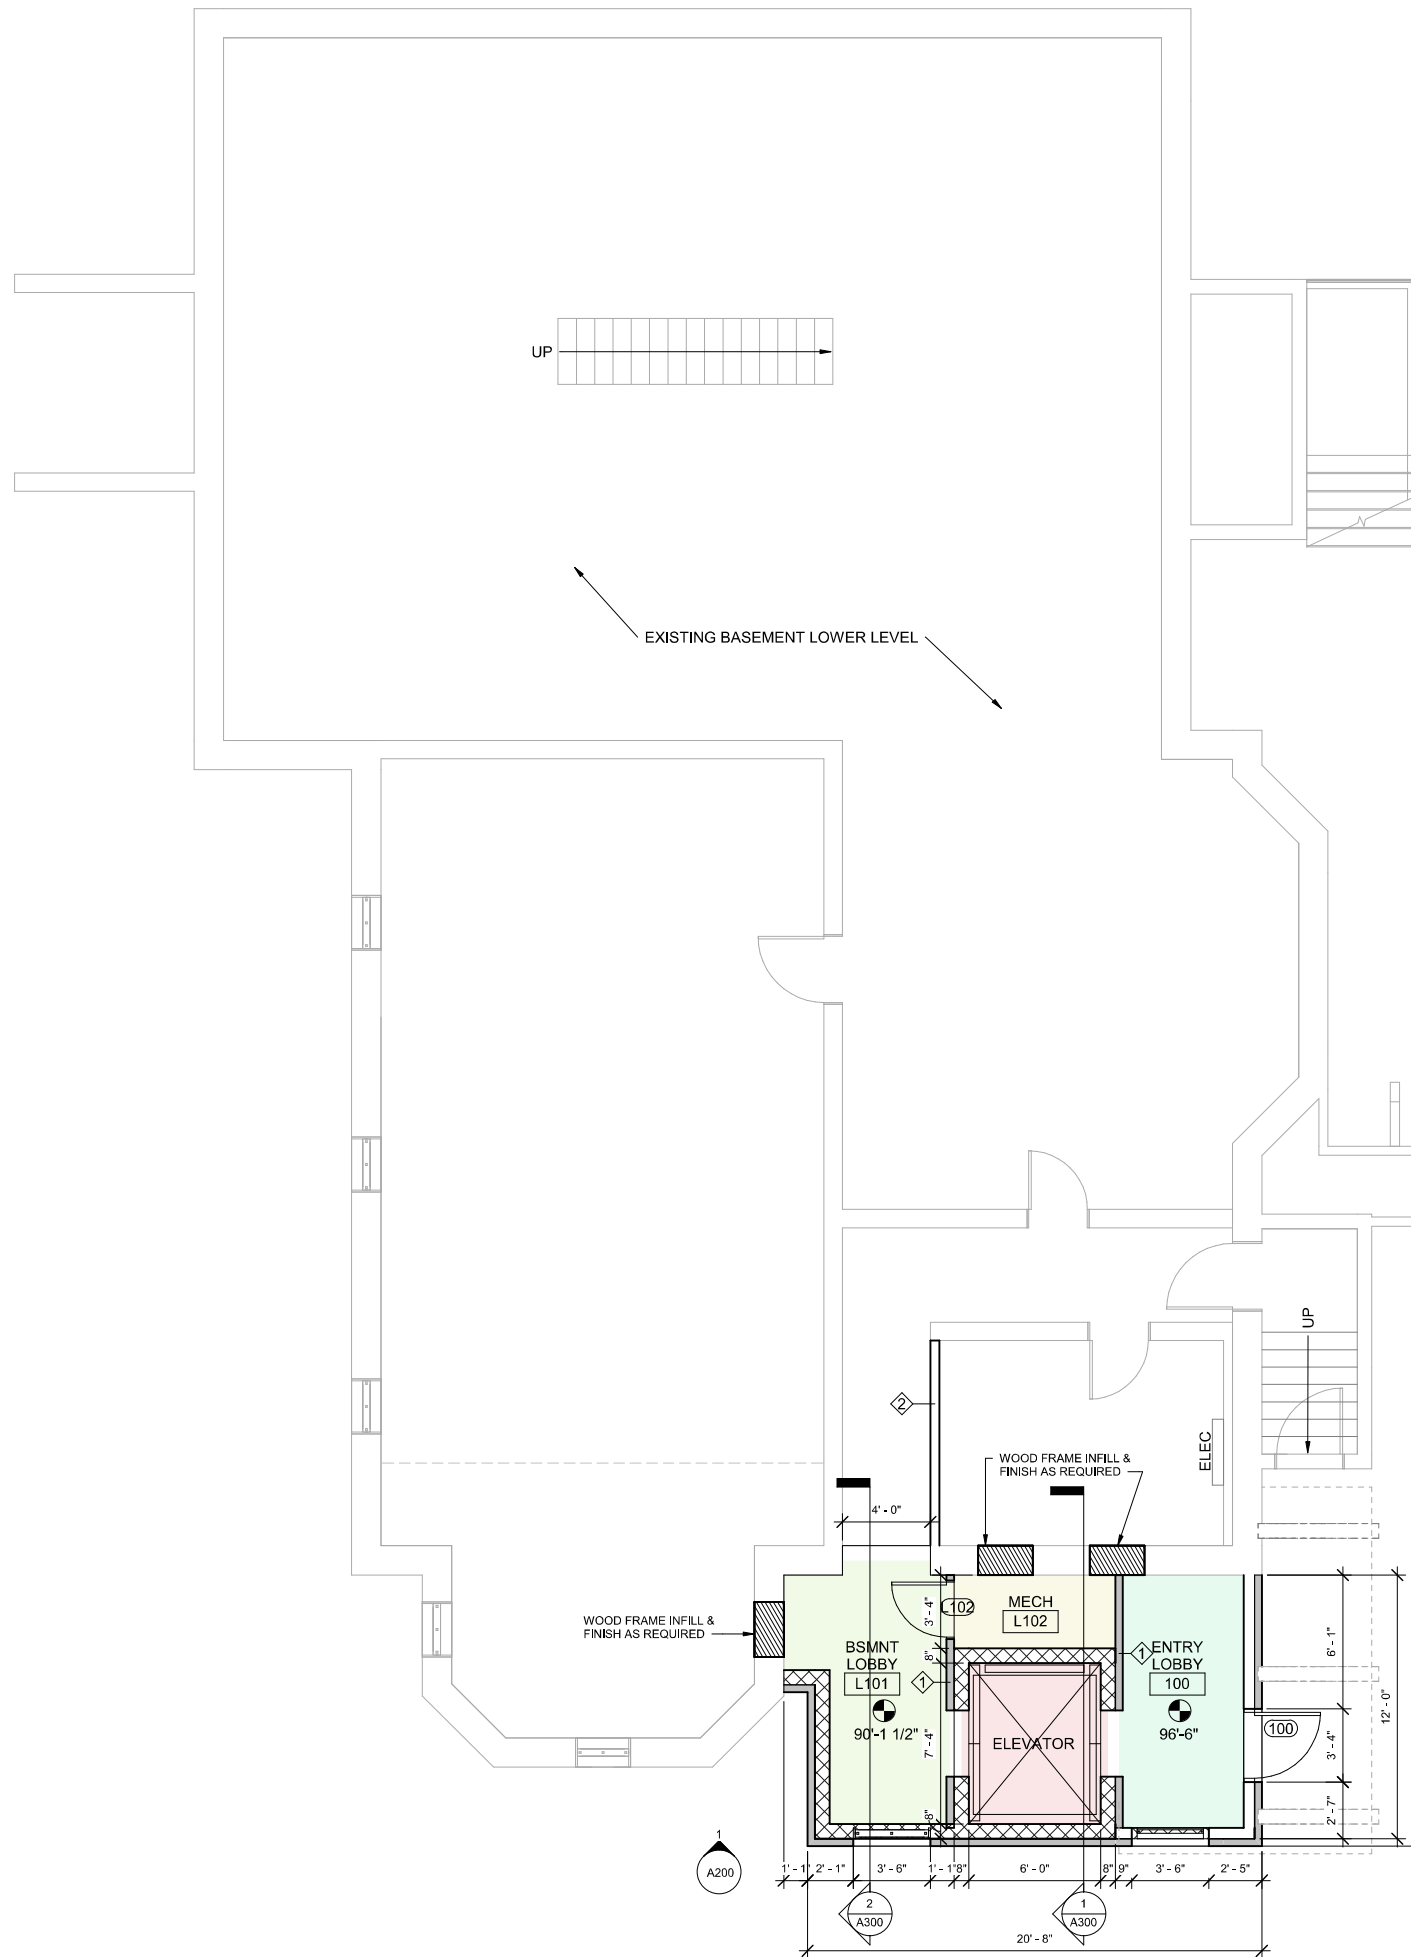 UP
EXISTING BASEMENT LOWER LEVEL
UP
2
ELEC
WOOD FRAME INFILL &
FINISH AS REQUIRED
4' - 0"
WOOD FRAME INFILL &
FINISH AS REQUIRED
3' - 4"
L102
MECH
L102
8"
BSMNT
LOBBY
L101
1
90'-1 1/2"
7' - 4"
8"
ELEVATOR
1
ENTRY
LOBBY
100
96'-6"
100
6' - 1"
3' - 4"
2' - 7"
12' - 0"
1
A200
1' - 1"
2' - 1"
3' - 6"
1' - 1"
8"
6' - 0"
8"
9"
3' - 6"
2' - 5"
2
A300
1
A300
20' - 8"